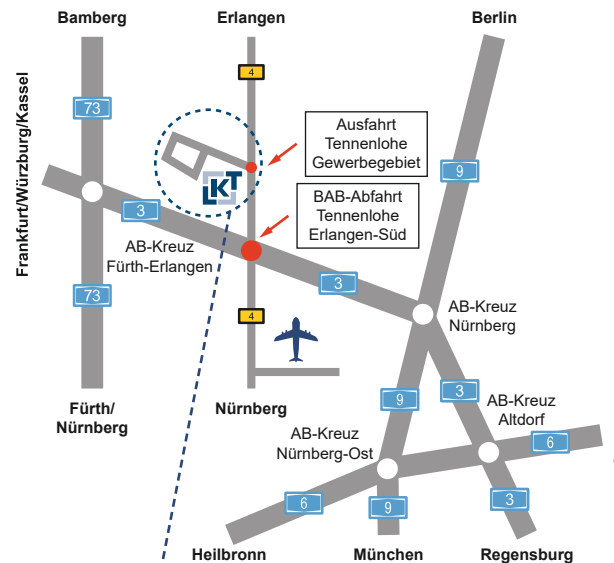 Bamberg
Erlangen
Berlin
Frankfurt/Würzburg/Kassel
4
73
Ausfahrt
Tennenlohe
Gewerbegebiet
9
LKT
BAB-Abfahrt
Tennenlohe
Erlangen-Süd
3
AB-Kreuz
Fürth-Erlangen
3
73
4
AB-Kreuz
Nürnberg
Fürth/
Nürnberg
Nürnberg
9
3
AB-Kreuz
Altdorf
AB-Kreuz
Nürnberg-Ost
6
6
9
3
Heilbronn
München
Regensburg